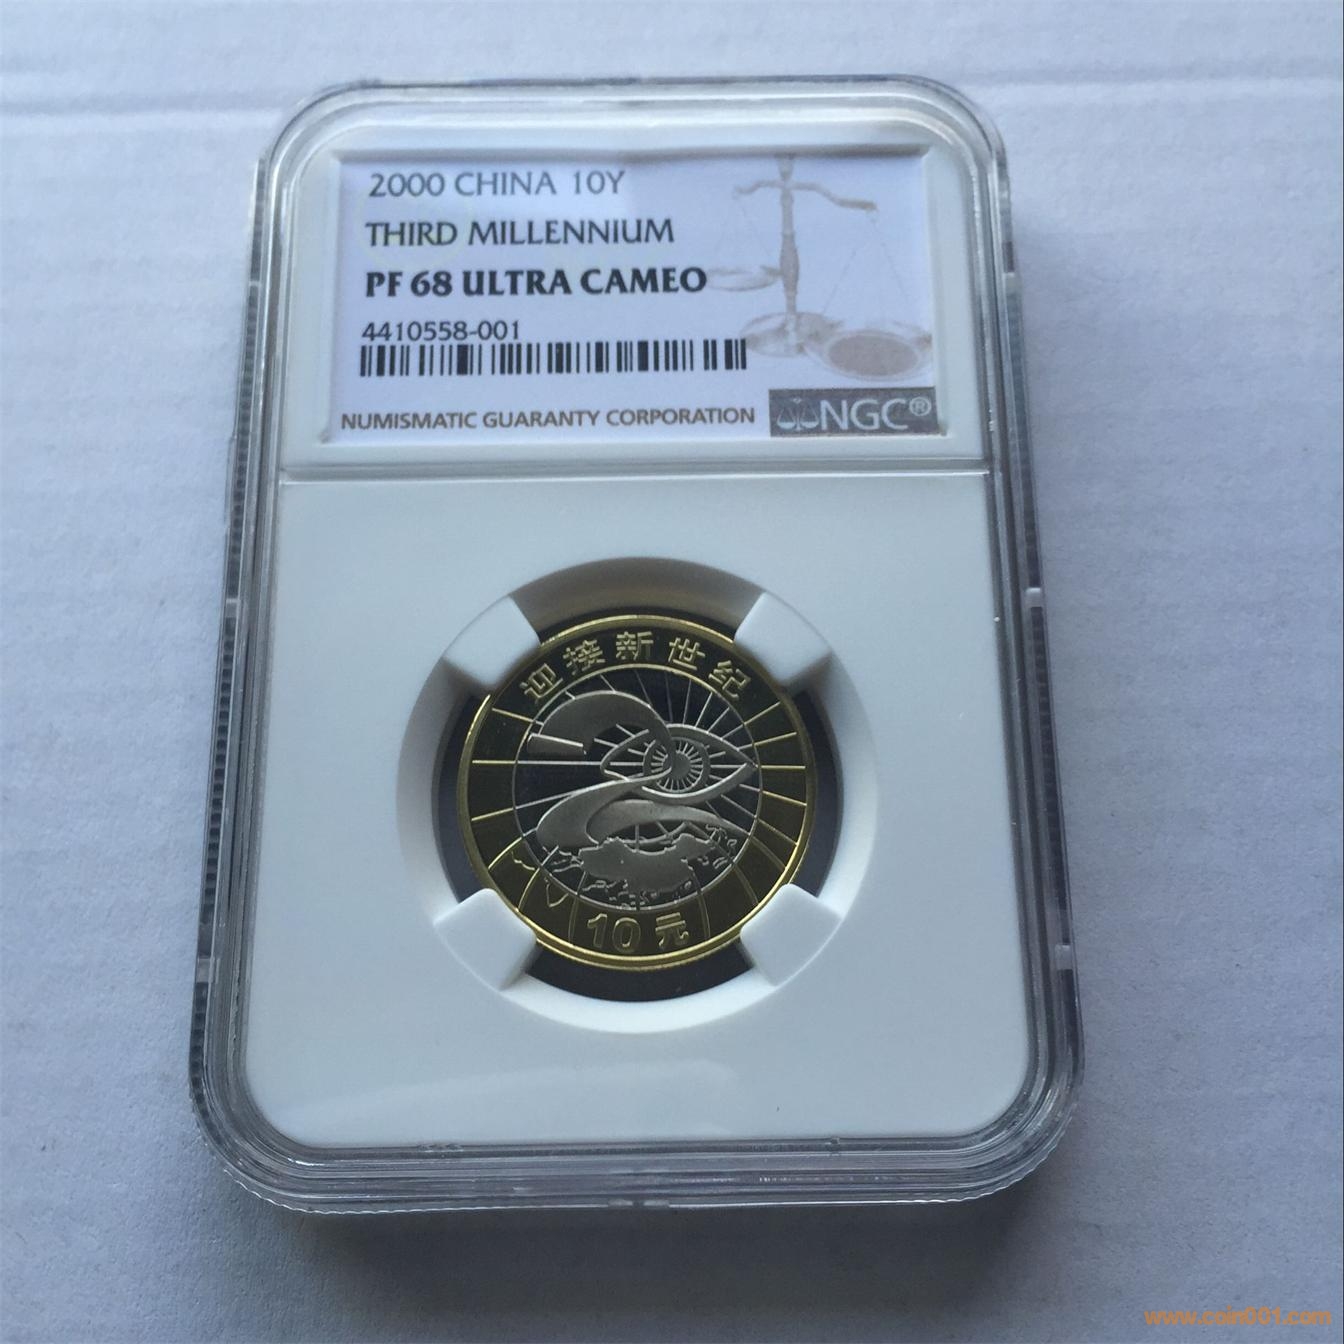 2000 CHINA 10Y
THIRD MILLENNIUM
PF 68 ULTRA CAMEO
4410558-001
NUMISMATIC GUARANTY CORPORATION
NGC®
迎接新世纪
10元
www.coin001.com